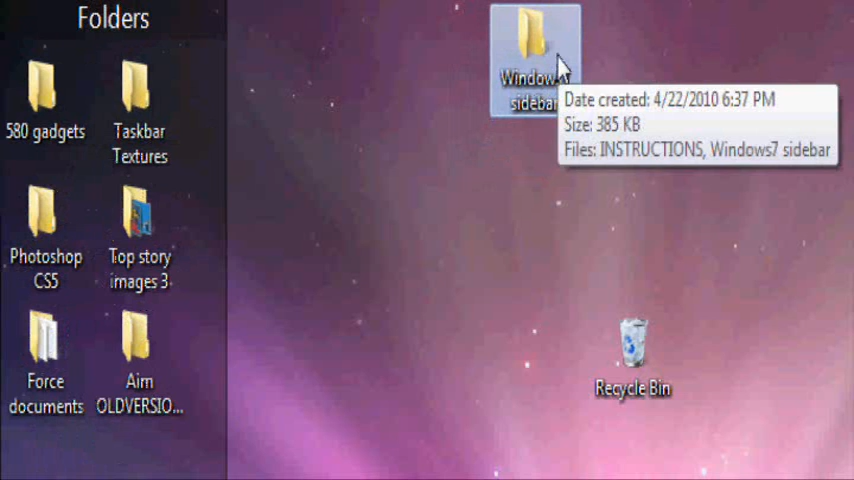 Folders
580 gadgets
Taskbar
Textures
Photoshop
CS5
Top story
images 3
Force
documents
Aim
OLDVERSIO...
sidebar
Date created: 4/22/2010 6:37 PM
Size: 385 KB
Files: INSTRUCTIONS, Windows7 sidebar
Recycle Bin